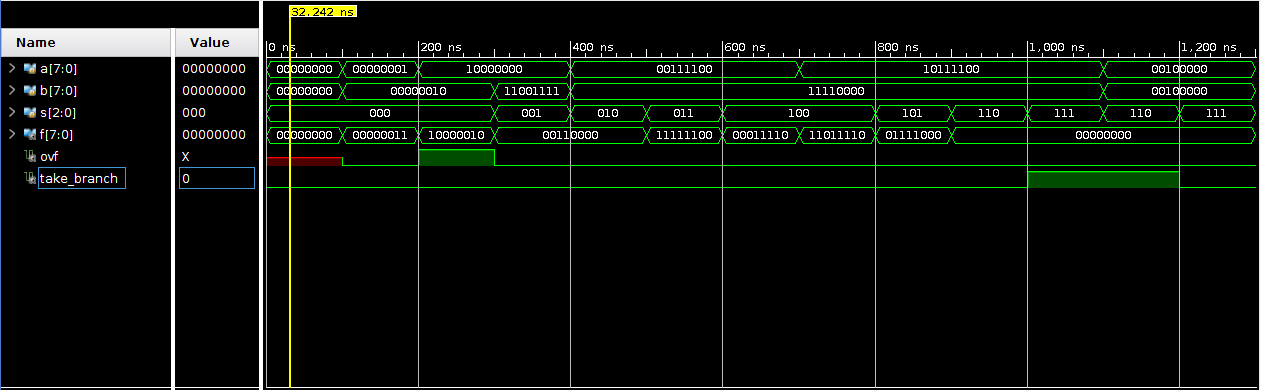 32.242 ns
Name Value 0 ns 200 ns 400 ns 600 ns 800 ns 1,000 ns 1,200 ns
a[7:0] 00000000 00000000 00000001 10000000 00111100 10111100 00100000
b[7:0] 00000000 00000000 00000010 11001111 11110000 00100000
s[2:0] 000 000 001 010 011 100 101 110 111 110 111
f[7:0] 00000000 00000000 00000011 10000010 00110000 11111100 00011110 11011110 01111000 00000000
ovf X
take_branch 0